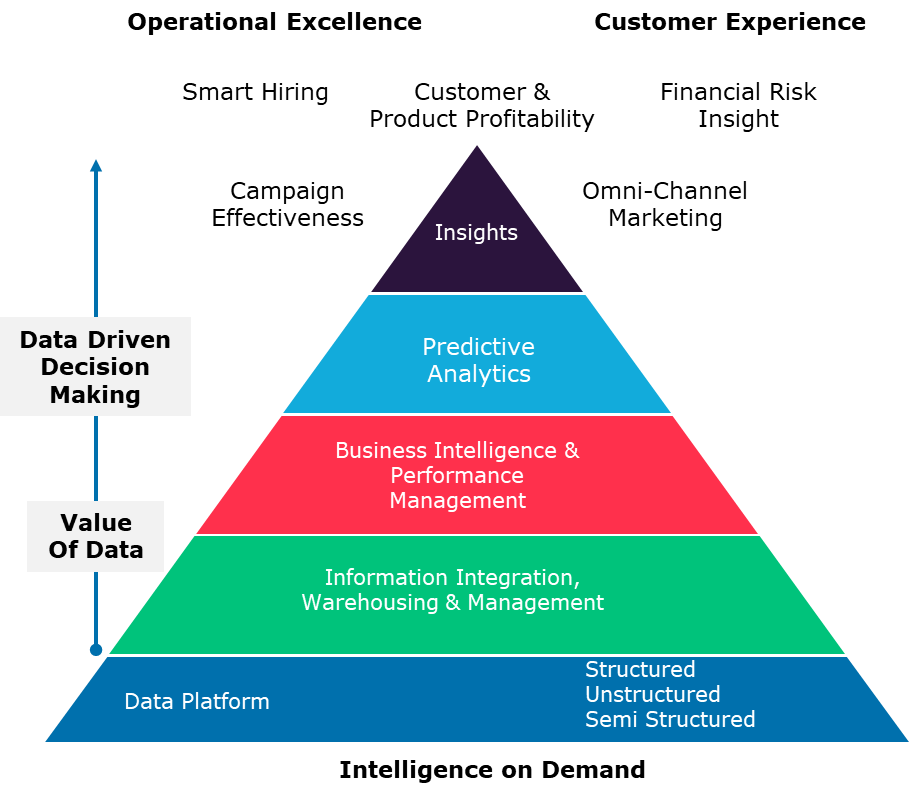 Operational Excellence
Customer Experience
Smart Hiring
Customer &
Product Profitability
Financial Risk
Insight
Campaign
Effectiveness
Omni-Channel
Marketing
Insights
Data Driven
Decision
Making
Predictive
Analytics
Business Intelligence &
Performance
Management
Value
Of Data
Information Integration,
Warehousing & Management
Data Platform
Structured
Unstructured
Semi Structured
Intelligence on Demand